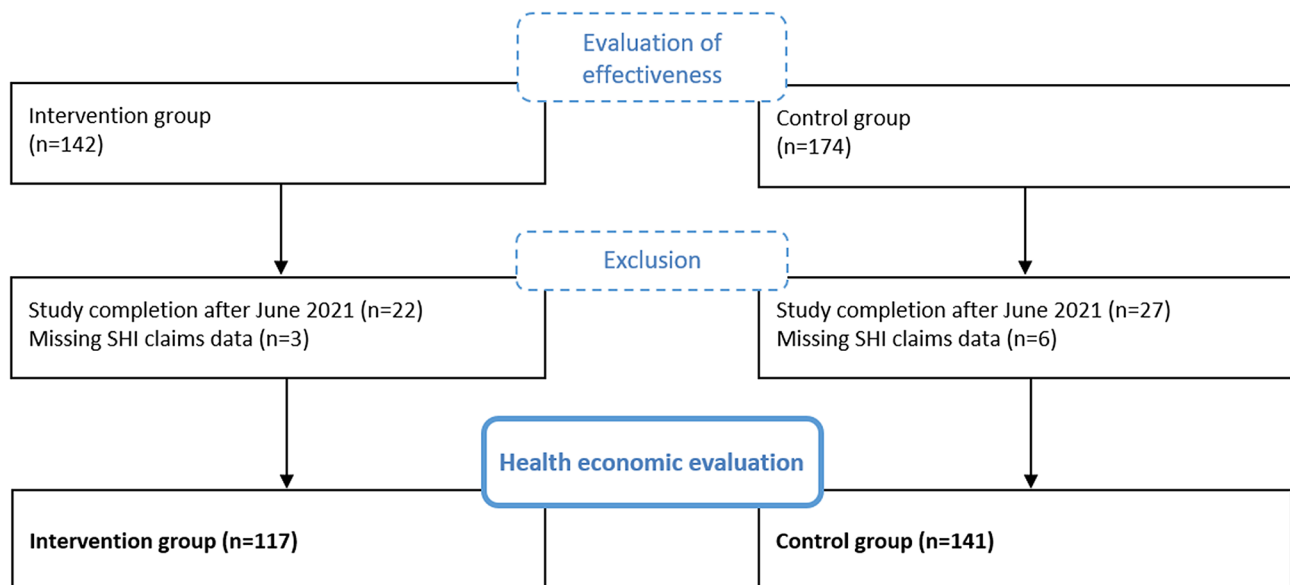 Evaluation of
effectiveness
Intervention group
(n=142)
Control group
(n=174)
Exclusion
Study completion after June 2021 (n=22)
Missing SHI claims data (n=3)
Study completion after June 2021 (n=27)
Missing SHI claims data (n=6)
Health economic evaluation
Intervention group (n=117)
Control group (n=141)